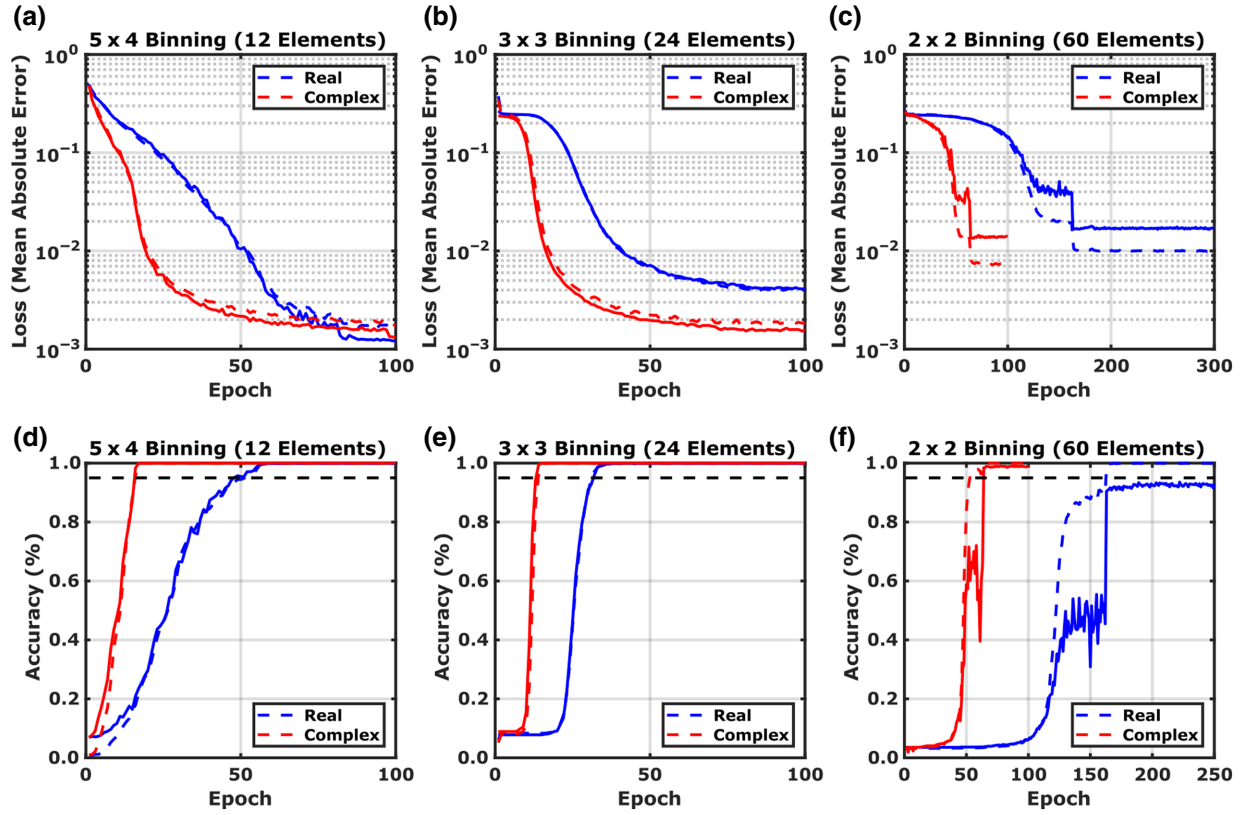 (a)
5 x 4 Binning (12 Elements)
Loss (Mean Absolute Error)
10^0
10^-1
10^-2
10^-3
Real
Complex
0
50
100
Epoch
(b)
3 x 3 Binning (24 Elements)
Loss (Mean Absolute Error)
10^0
10^-1
10^-2
10^-3
Real
Complex
0
50
100
Epoch
(c)
2 x 2 Binning (60 Elements)
Loss (Mean Absolute Error)
10^0
10^-1
10^-2
10^-3
Real
Complex
0
100
200
300
Epoch
(d)
5 x 4 Binning (12 Elements)
Accuracy (%)
1.0
0.8
0.6
0.4
0.2
0.0
Real
Complex
0
50
100
Epoch
(e)
3 x 3 Binning (24 Elements)
Accuracy (%)
1.0
0.8
0.6
0.4
0.2
0.0
Real
Complex
0
50
100
Epoch
(f)
2 x 2 Binning (60 Elements)
Accuracy (%)
1.0
0.8
0.6
0.4
0.2
0.0
Real
Complex
0
50
100
150
200
250
Epoch